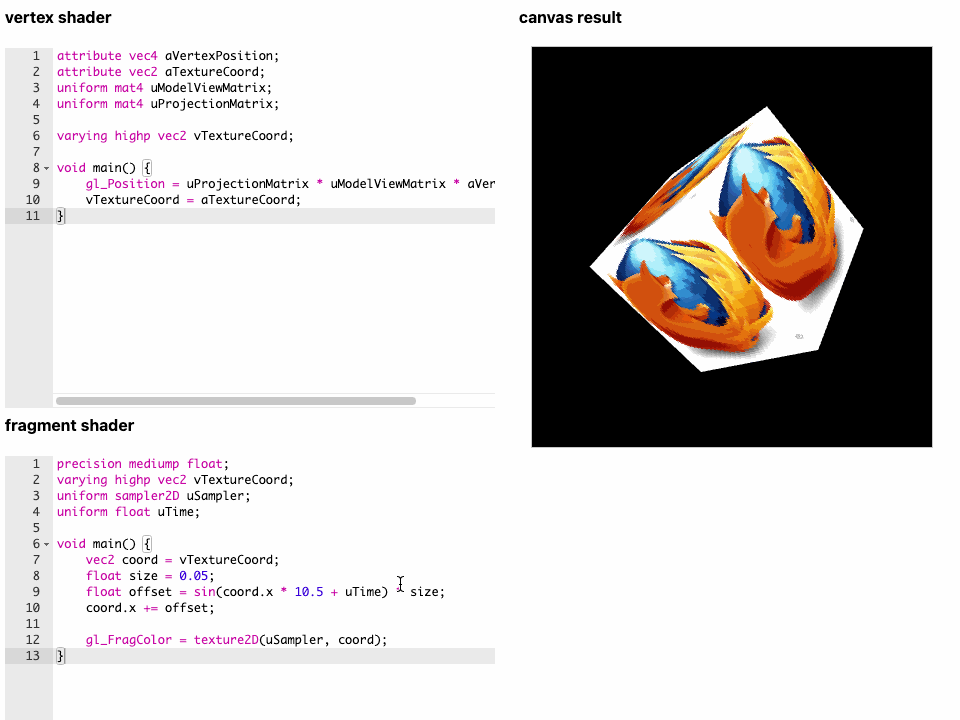 vertex shader
1 attribute vec4 aVertexPosition;
2 attribute vec2 aTextureCoord;
3 uniform mat4 uModelViewMatrix;
4 uniform mat4 uProjectionMatrix;
5
6 varying highp vec2 vTextureCoord;
7
8 void main() {
9 gl_Position = uProjectionMatrix * uModelViewMatrix * aVer
10 vTextureCoord = aTextureCoord;
11 }
fragment shader
1 precision mediump float;
2 varying highp vec2 vTextureCoord;
3 uniform sampler2D uSampler;
4 uniform float uTime;
5
6 void main() {
7 vec2 coord = vTextureCoord;
8 float size = 0.05;
9 float offset = sin(coord.x * 10.5 + uTime) * size;
10 coord.x += offset;
11
12 gl_FragColor = texture2D(uSampler, coord);
13 }
canvas result